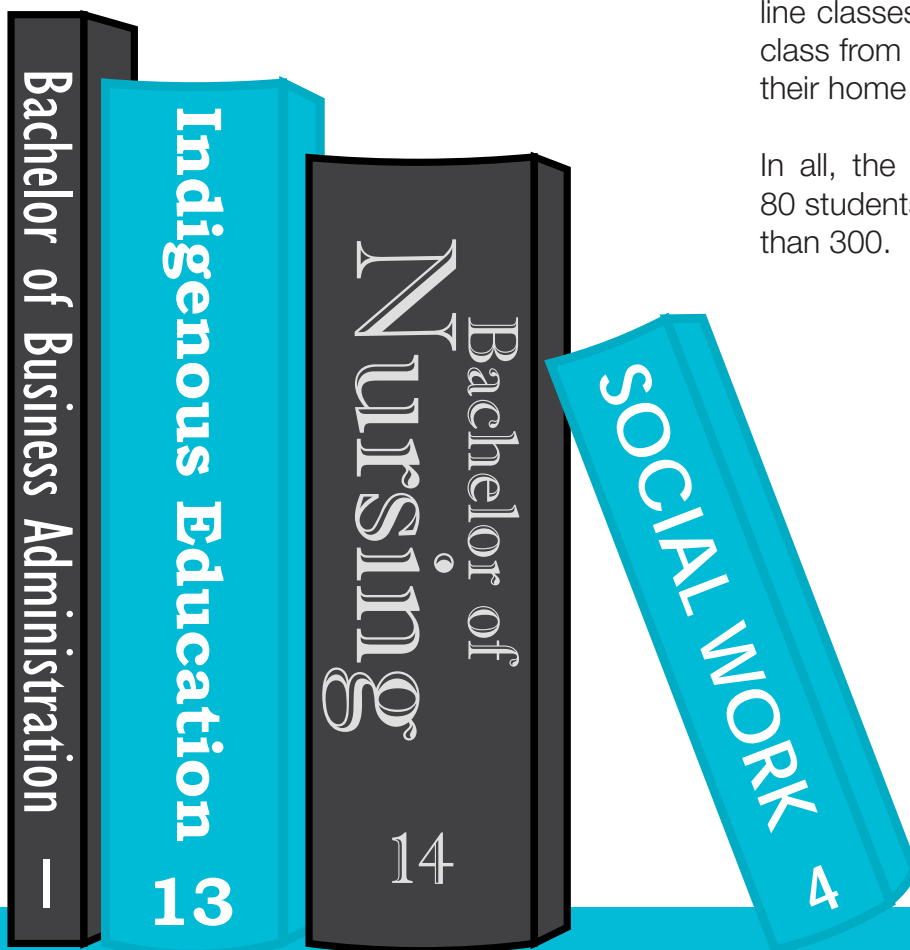 Bachelor of Business Administration 1
Indigenous Education
13
Bachelor of
Nursing
14
SOCIAL WORK 4
line classes
class from
their home
In all, the
80 students
than 300.